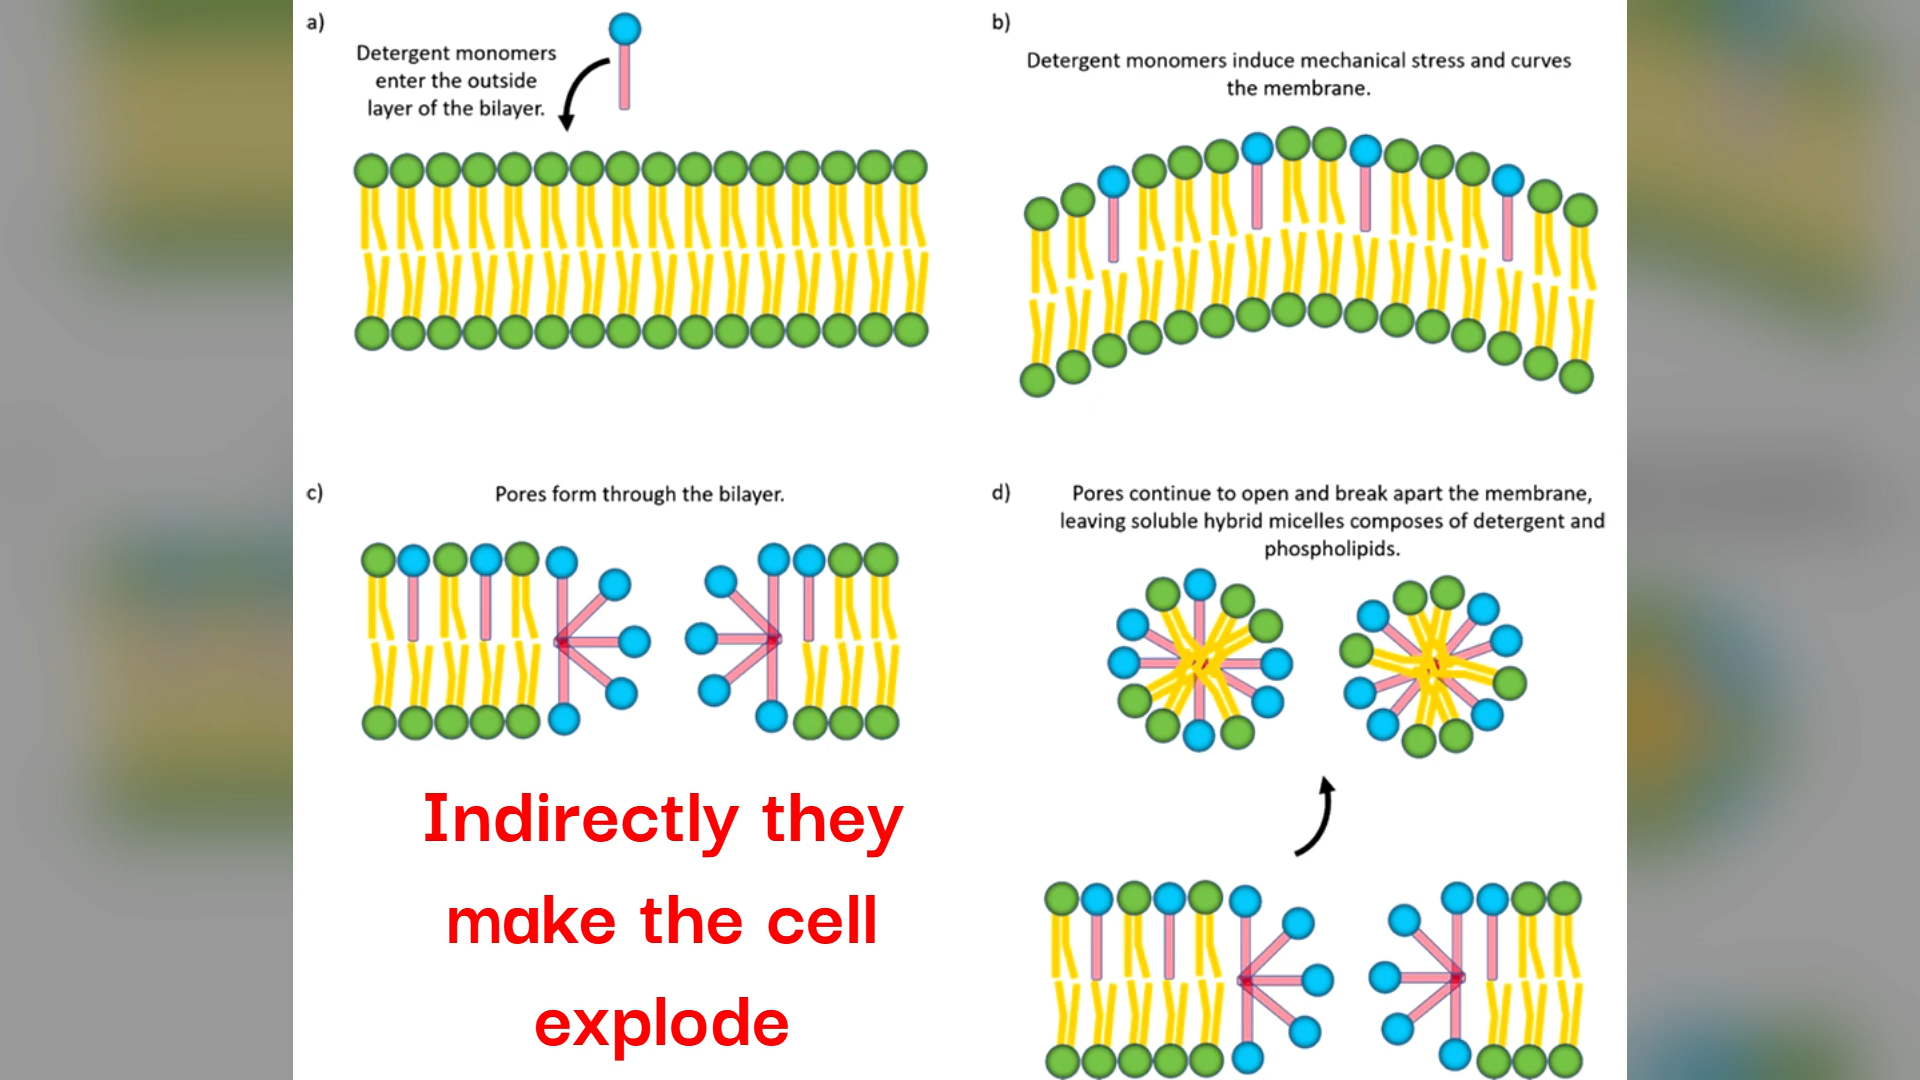 a)
Detergent monomers
enter the outside
layer of the bilayer.
b)
Detergent monomers induce mechanical stress and curves
the membrane.
c)
Pores form through the bilayer.
d)
Pores continue to open and break apart the membrane,
leaving soluble hybrid micelles composes of detergent and
phospholipids.
Indirectly they
make the cell
explode